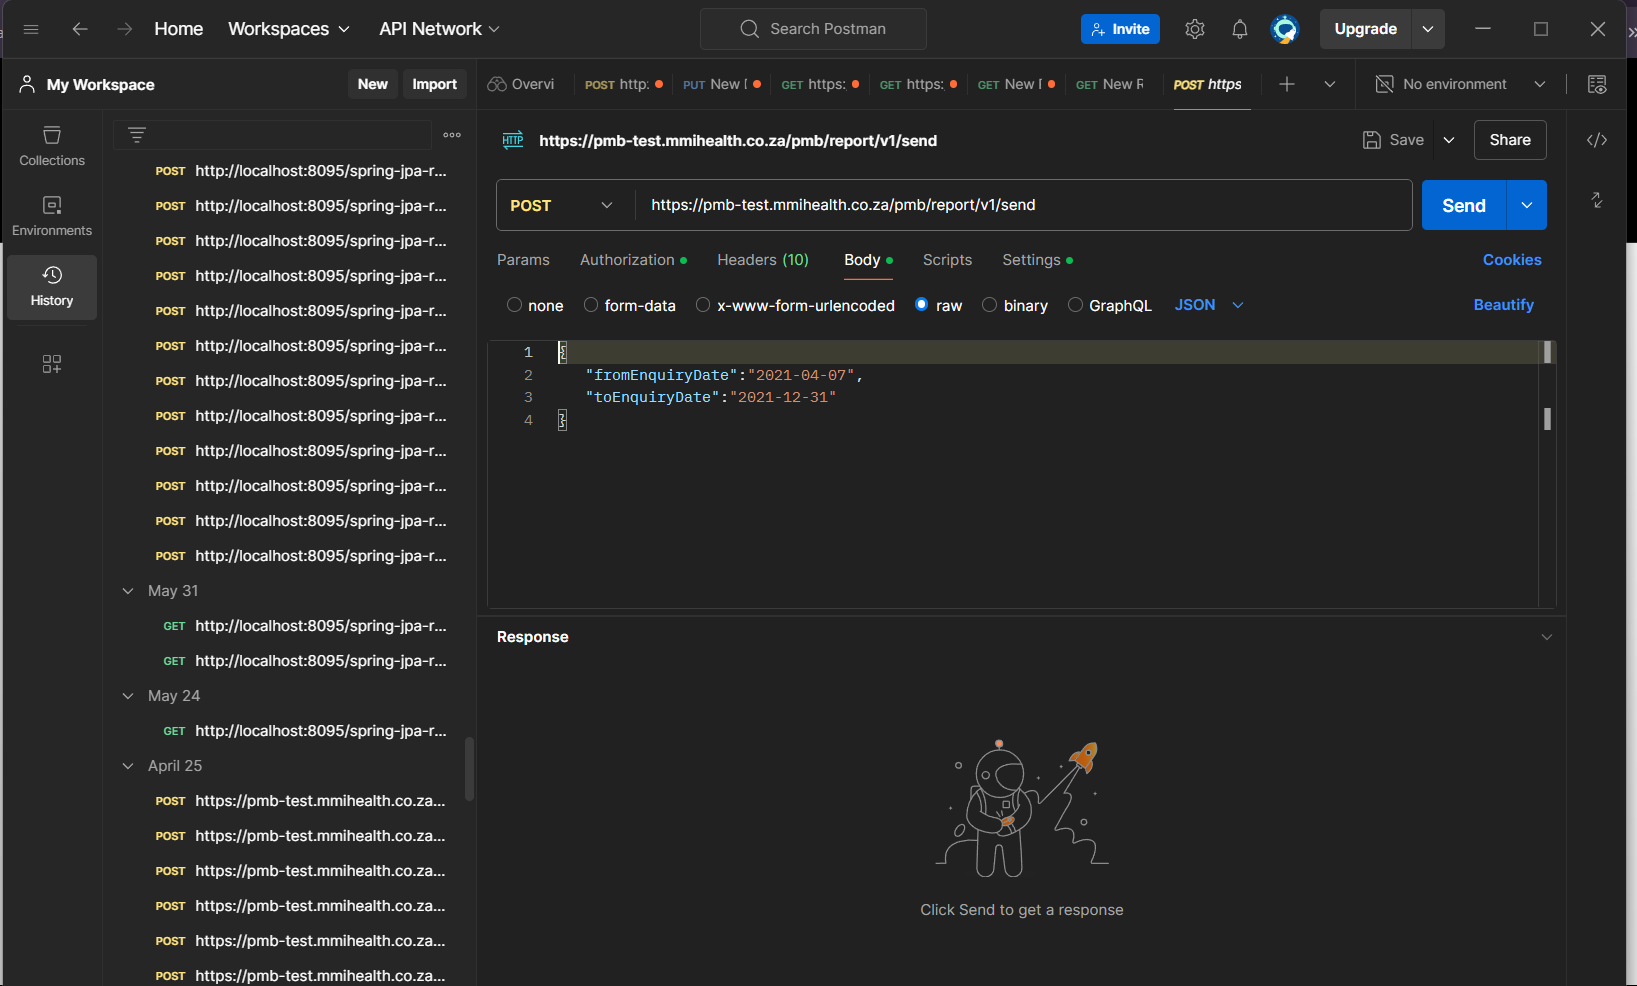 Home Workspaces API Network Search Postman Invite Upgrade
My Workspace New Import Overvi POST http: PUT New GET https: GET https: GET New GET New R POST https No environment
Collections
Environments
History
POST http://localhost:8095/spring-jpa-r...
POST http://localhost:8095/spring-jpa-r...
POST http://localhost:8095/spring-jpa-r...
POST http://localhost:8095/spring-jpa-r...
POST http://localhost:8095/spring-jpa-r...
POST http://localhost:8095/spring-jpa-r...
POST http://localhost:8095/spring-jpa-r...
POST http://localhost:8095/spring-jpa-r...
POST http://localhost:8095/spring-jpa-r...
POST http://localhost:8095/spring-jpa-r...
POST http://localhost:8095/spring-jpa-r...
POST http://localhost:8095/spring-jpa-r...
May 31
GET http://localhost:8095/spring-jpa-r...
GET http://localhost:8095/spring-jpa-r...
May 24
GET http://localhost:8095/spring-jpa-r...
April 25
POST https://pmb-test.mmihealth.co.za...
POST https://pmb-test.mmihealth.co.za...
POST https://pmb-test.mmihealth.co.za...
POST https://pmb-test.mmihealth.co.za...
POST https://pmb-test.mmihealth.co.za...
POST https://pmb-test.mmihealth.co.za...
HTTP https://pmb-test.mmihealth.co.za/pmb/report/v1/send Save Share
POST https://pmb-test.mmihealth.co.za/pmb/report/v1/send Send
Params Authorization Headers (10) Body Scripts Settings Cookies
none form-data x-www-form-urlencoded raw binary GraphQL JSON Beautify
1 {
2 "fromEnquiryDate":"2021-04-07",
3 "toEnquiryDate":"2021-12-31"
4 }
Response
Click Send to get a response